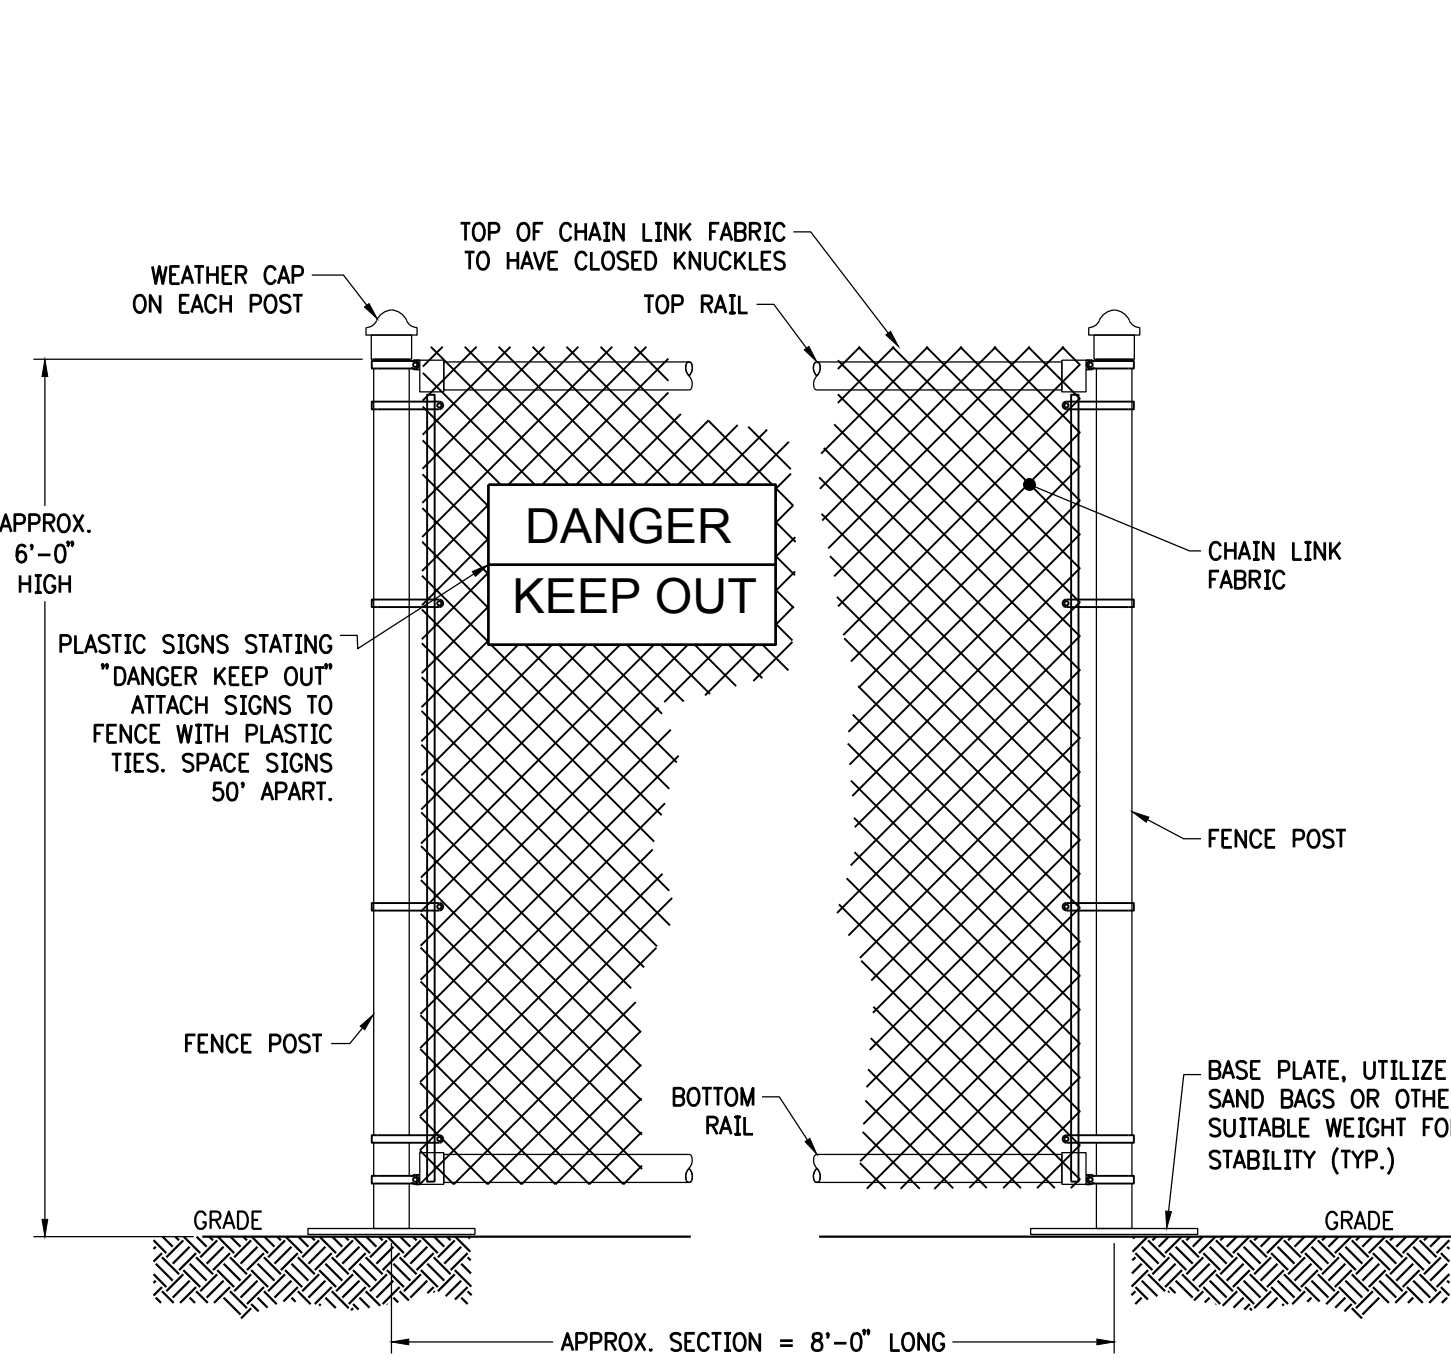 TOP OF CHAIN LINK FABRIC
TO HAVE CLOSED KNUCKLES
WEATHER CAP
ON EACH POST
TOP RAIL
APPROX.
6'-0"
HIGH
DANGER
KEEP OUT
CHAIN LINK
FABRIC
PLASTIC SIGNS STATING
"DANGER KEEP OUT"
ATTACH SIGNS TO
FENCE WITH PLASTIC
TIES. SPACE SIGNS
50' APART.
FENCE POST
FENCE POST
BOTTOM
RAIL
BASE PLATE, UTILIZE
SAND BAGS OR OTHE
SUITABLE WEIGHT FO
STABILITY (TYP.)
GRADE
GRADE
APPROX. SECTION = 8'-0" LONG